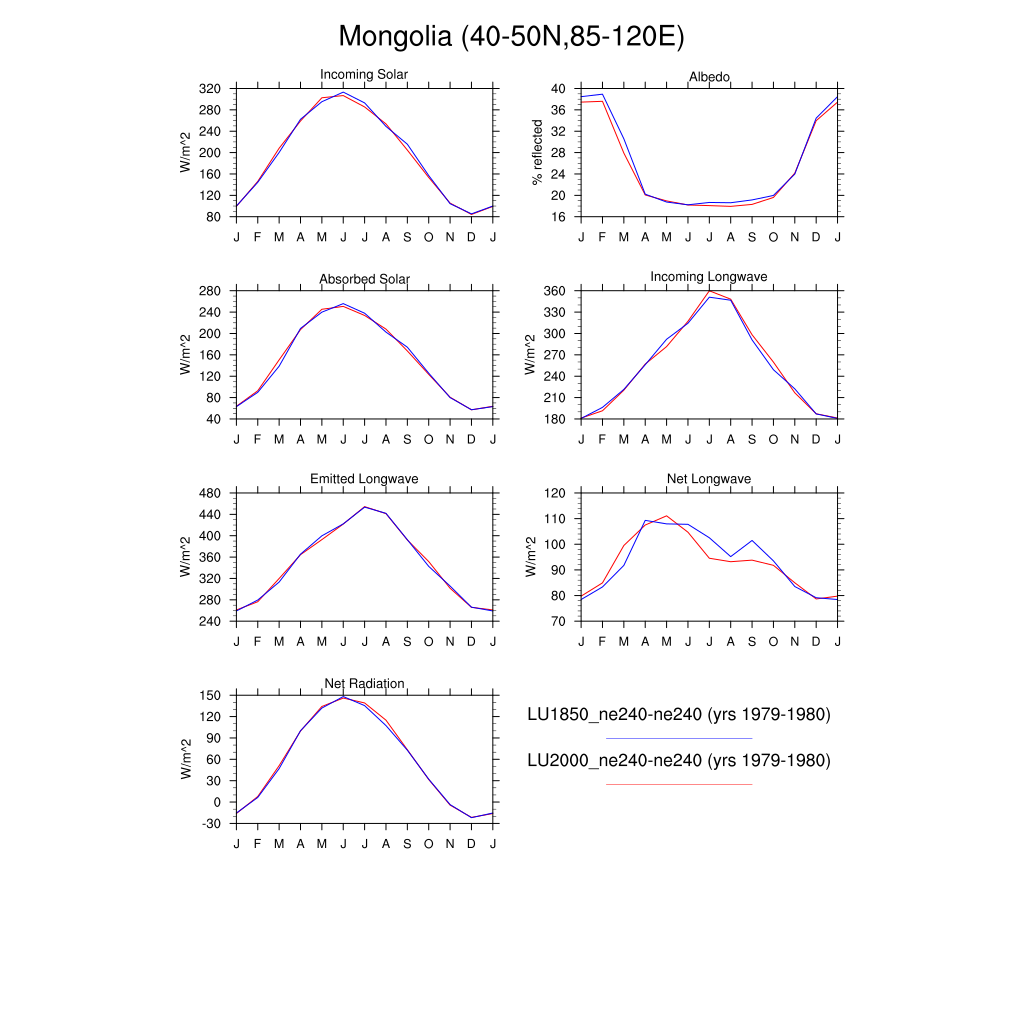 Mongolia (40-50N,85-120E)
Incoming Solar
W/m^2
320
280
240
200
160
120
80
J F M A M J J A S O N D J
Albedo
% reflected
40
36
32
28
24
20
16
J F M A M J J A S O N D J
Absorbed Solar
W/m^2
280
240
200
160
120
80
40
J F M A M J J A S O N D J
Incoming Longwave
W/m^2
360
330
300
270
240
210
180
J F M A M J J A S O N D J
Emitted Longwave
W/m^2
480
440
400
360
320
280
240
J F M A M J J A S O N D J
Net Longwave
W/m^2
120
110
100
90
80
70
J F M A M J J A S O N D J
Net Radiation
W/m^2
150
120
90
60
30
0
-30
J F M A M J J A S O N D J
LU1850_ne240-ne240 (yrs 1979-1980)
LU2000_ne240-ne240 (yrs 1979-1980)